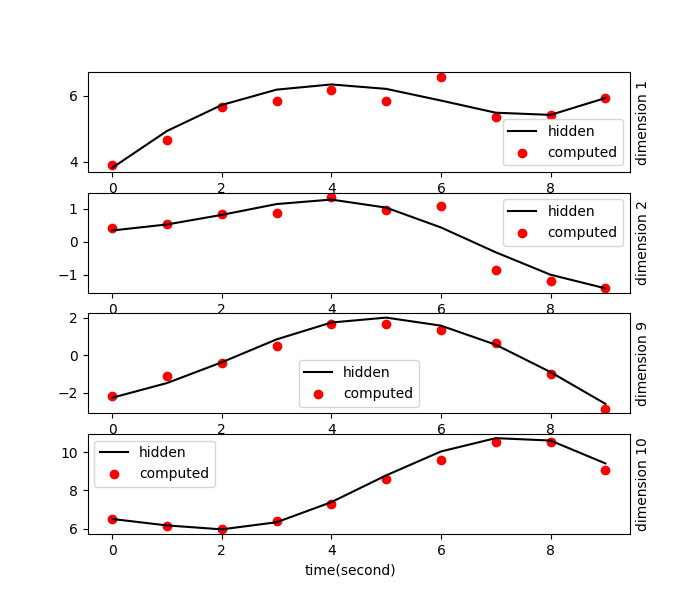 6
4
hidden
computed
0 2 4 6 8
dimension 1
1
0
−1
hidden
computed
0 2 4 6 8
dimension 2
2
0
−2
hidden
computed
0 2 4 6 8
dimension 9
10
8
6
hidden
computed
0 2 4 6 8
dimension 10
time(second)